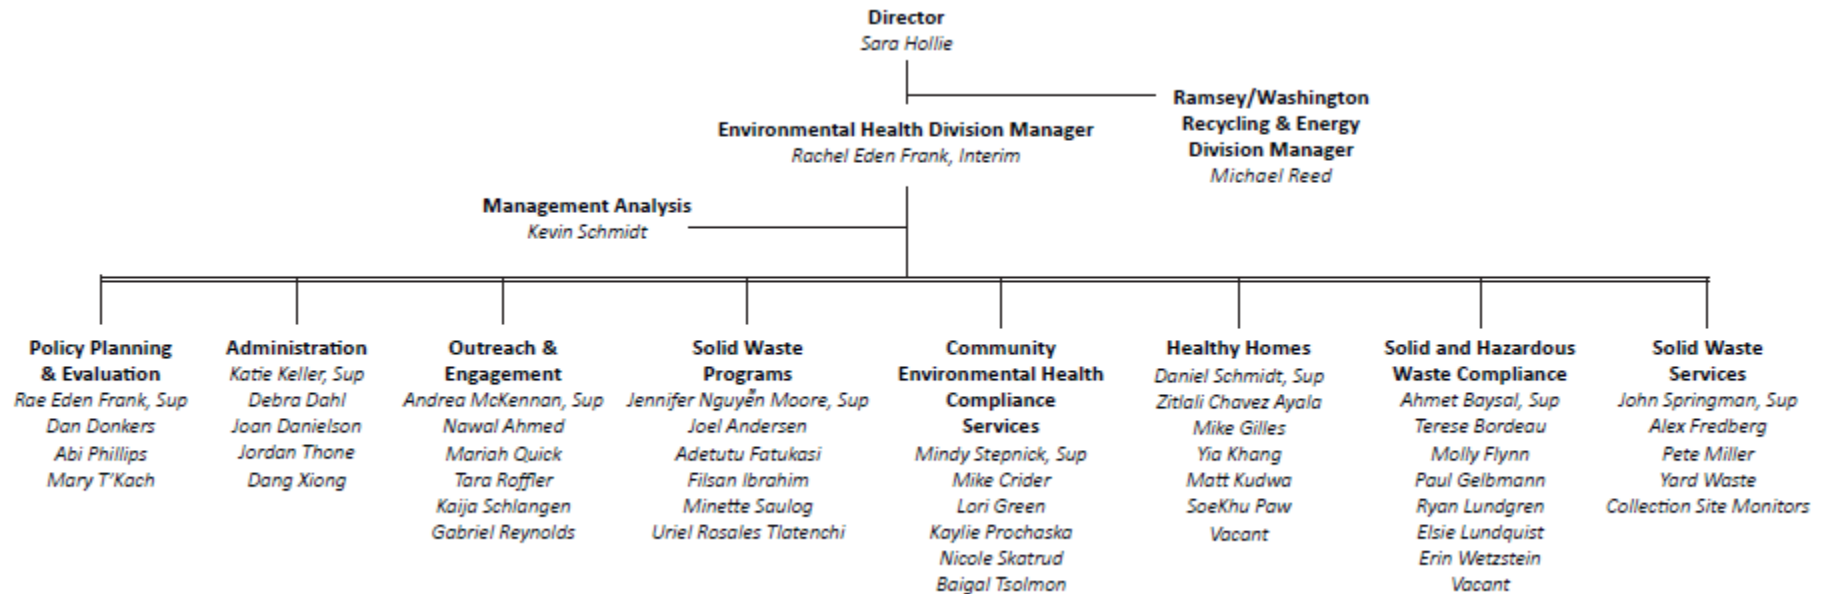 Director
Sara Hollie
Ramsey/Washington
Recycling & Energy
Division Manager
Michael Reed
Environmental Health Division Manager
Rachel Eden Frank, Interim
Management Analysis
Kevin Schmidt
Policy Planning
& Evaluation
Rae Eden Frank, Sup
Dan Donkers
Abi Phillips
Mary T'Kach
Administration
Katie Keller, Sup
Debra Dahl
Joan Danielson
Jordan Thone
Dang Xiong
Outreach &
Engagement
Andrea McKennan, Sup
Nawal Ahmed
Mariah Quick
Tara Roffler
Kaija Schlangen
Gabriel Reynolds
Solid Waste
Programs
Jennifer Nguyễn Moore, Sup
Joel Andersen
Adetutu Fatukasi
Filsan Ibrahim
Minette Saulog
Uriel Rosales Tlatenchi
Community
Environmental Health
Compliance
Services
Mindy Stepnick, Sup
Mike Crider
Lori Green
Kaylie Prochaska
Nicole Skatrud
Baigal Tsolmon
Healthy Homes
Daniel Schmidt, Sup
Zitlali Chavez Ayala
Mike Gilles
Yia Khang
Matt Kudwa
SoeKhu Paw
Vacant
Solid and Hazardous
Waste Compliance
Ahmet Baysal, Sup
Terese Bordeau
Molly Flynn
Paul Gelbmann
Ryan Lundgren
Elsie Lundquist
Erin Wetzstein
Vacant
Solid Waste
Services
John Springman, Sup
Alex Fredberg
Pete Miller
Yard Waste
Collection Site Monitors